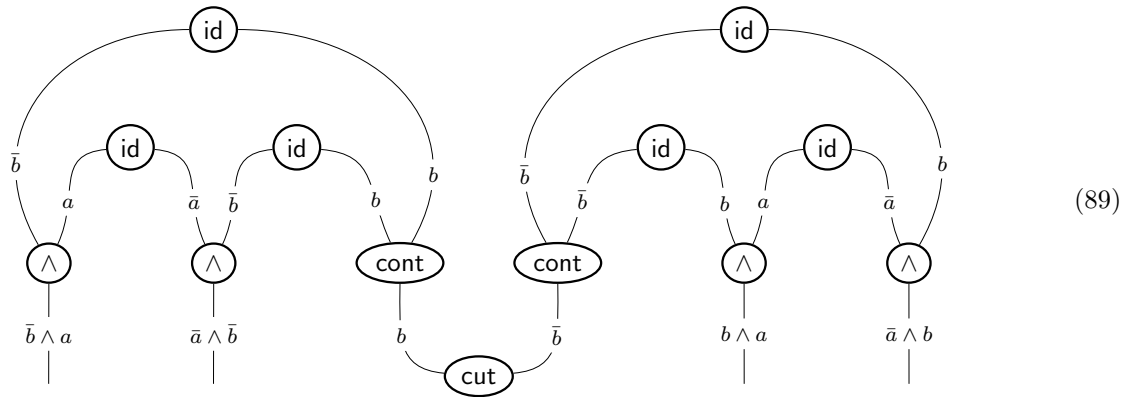 id id
b̄ a id ā b̄ id b b b̄ b̄ id b a id ā b (89)
∧ ∧ cont cont ∧ ∧
b̄ ∧ a ā ∧ b̄ b b̄ b ∧ a ā ∧ b
cut